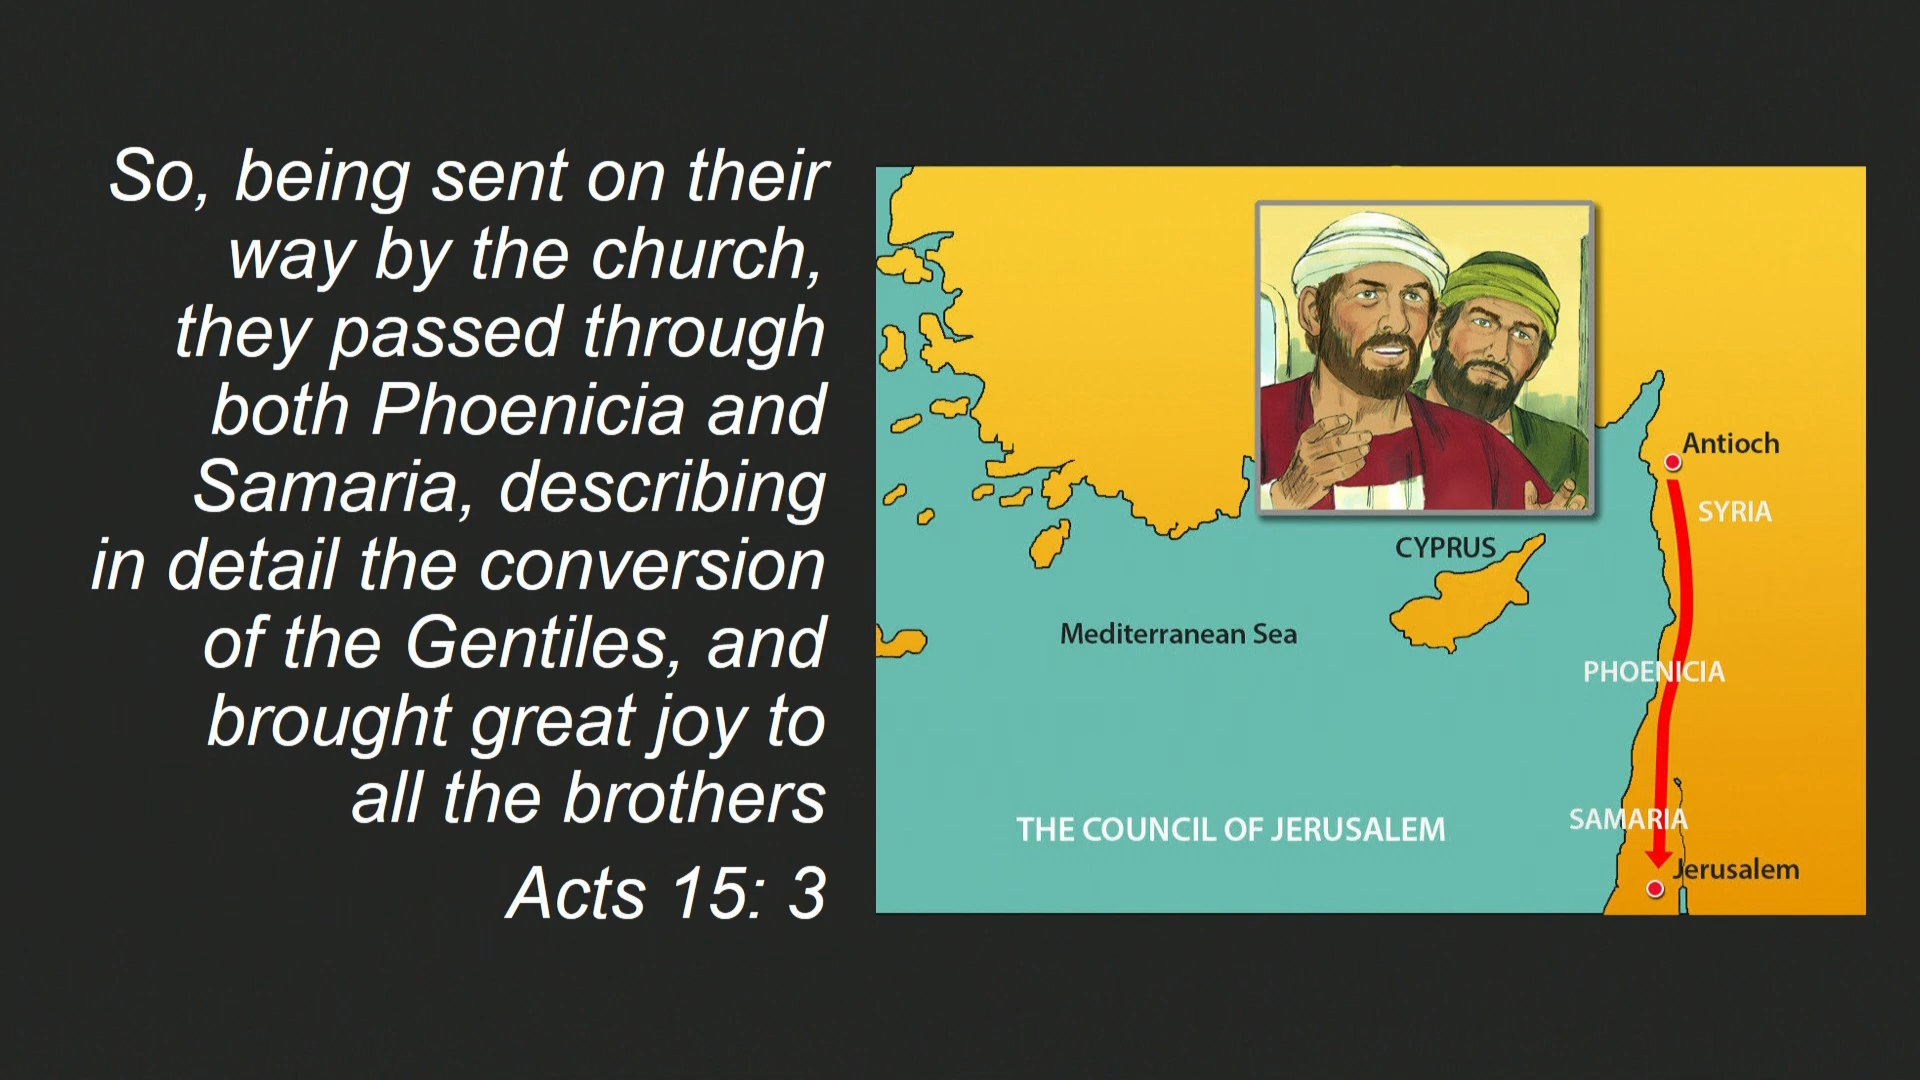 So, being sent on their
way by the church,
they passed through
both Phoenicia and
Samaria, describing
in detail the conversion
of the Gentiles, and
brought great joy to
all the brothers
Acts 15: 3
Antioch
SYRIA
CYPRUS
Mediterranean Sea
PHOENICIA
SAMARIA
THE COUNCIL OF JERUSALEM
Jerusalem